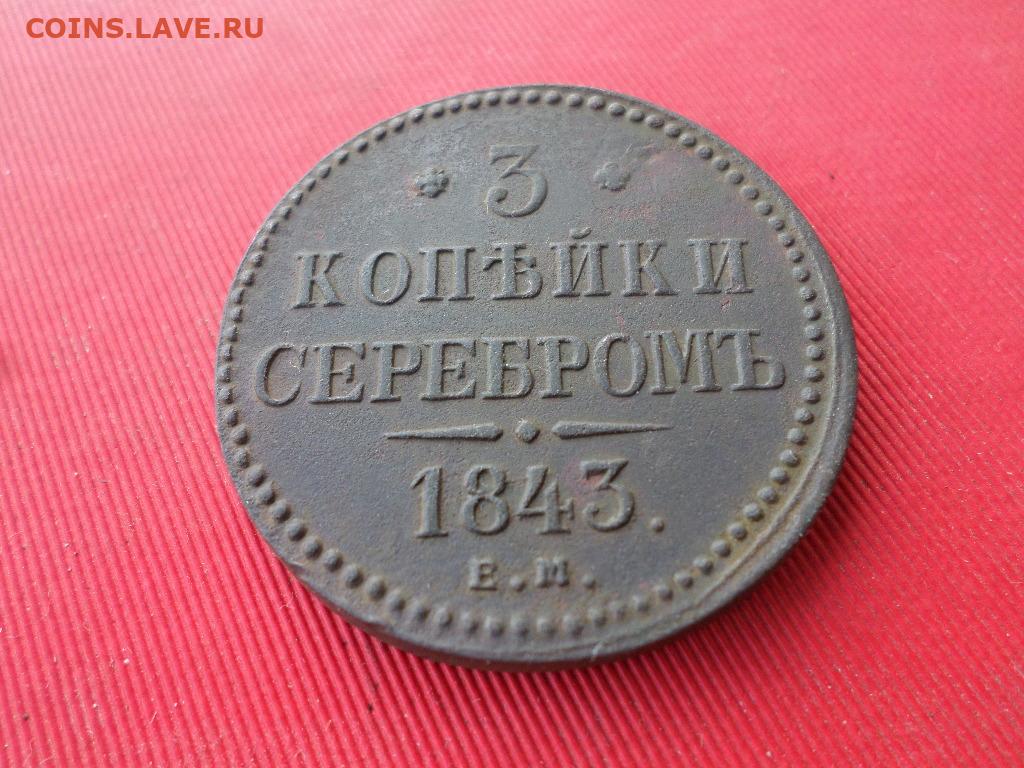 COINS.LAVE.RU
3
КОПѢЙКИ
СЕРЕБРОМЪ
1843.
Е.М.